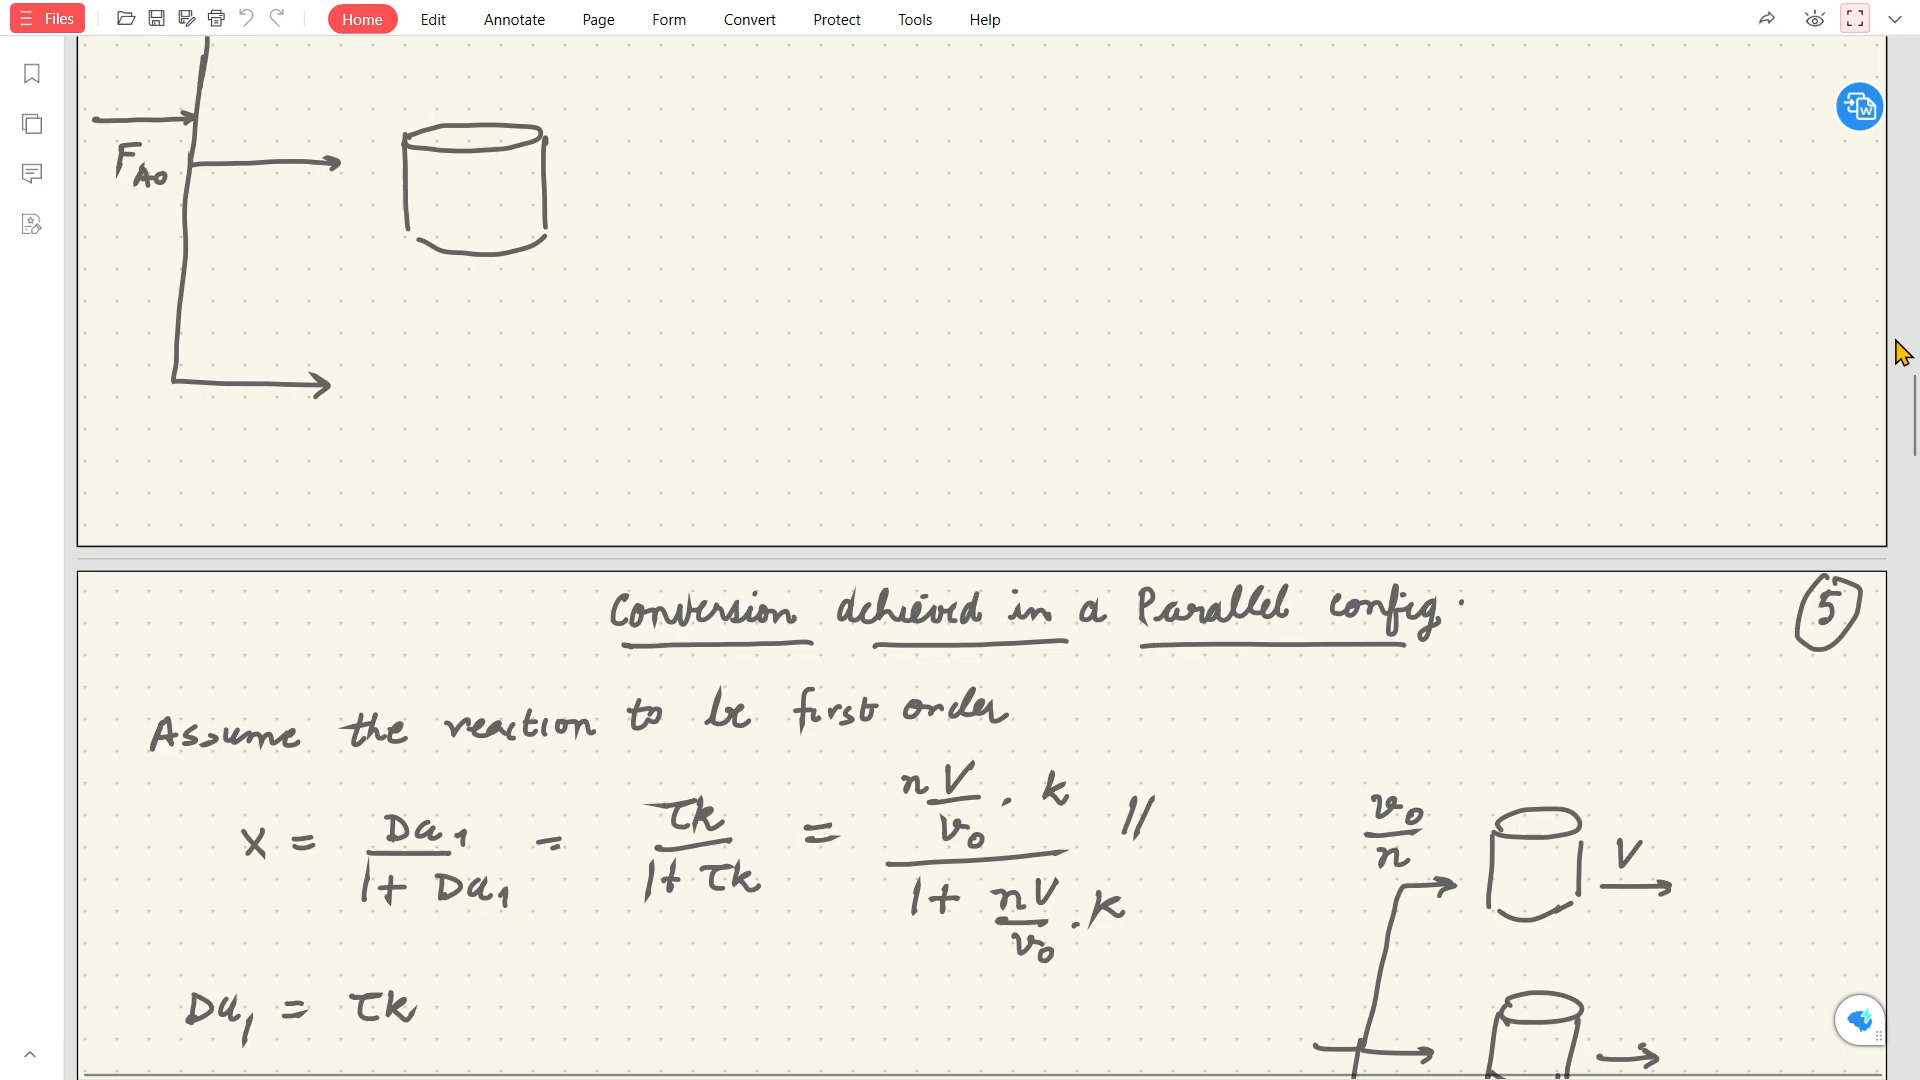 Files Home Edit Annotate Page Form Convert Protect Tools Help
F_A0
Conversion achieved in a Parallel config.
5
Assume the reaction to be first order
X = Da₁ / (1 + Da₁) = τk / (1 + τk) = (nV/v₀ · k) / (1 + nV/v₀ · k) //
v₀/n
V
Da₁ = τk